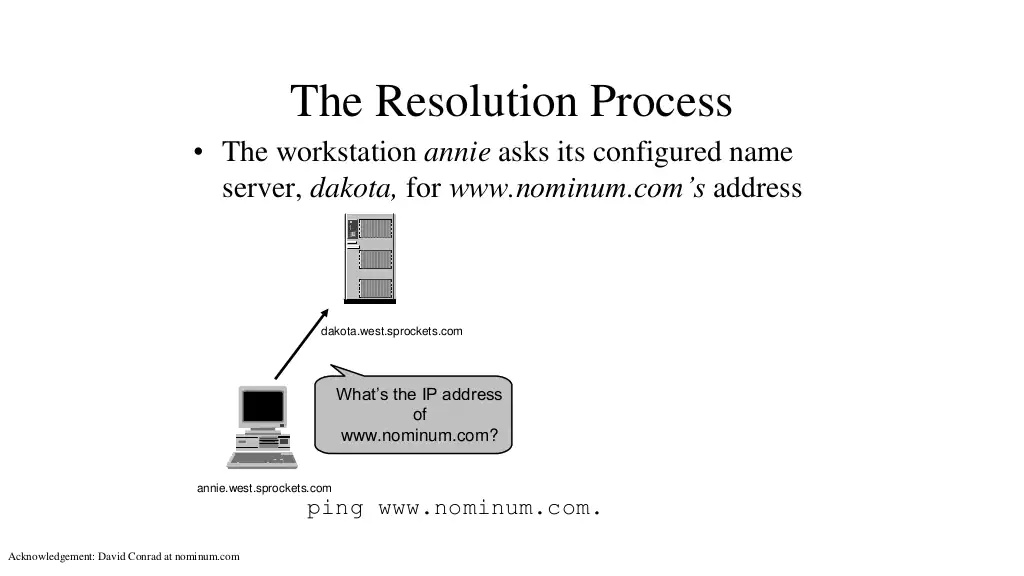 The Resolution Process
• The workstation annie asks its configured name
server, dakota, for www.nominum.com’s address
dakota.west.sprockets.com
What’s the IP address
of
www.nominum.com?
annie.west.sprockets.com
ping www.nominum.com.
Acknowledgement: David Conrad at nominum.com